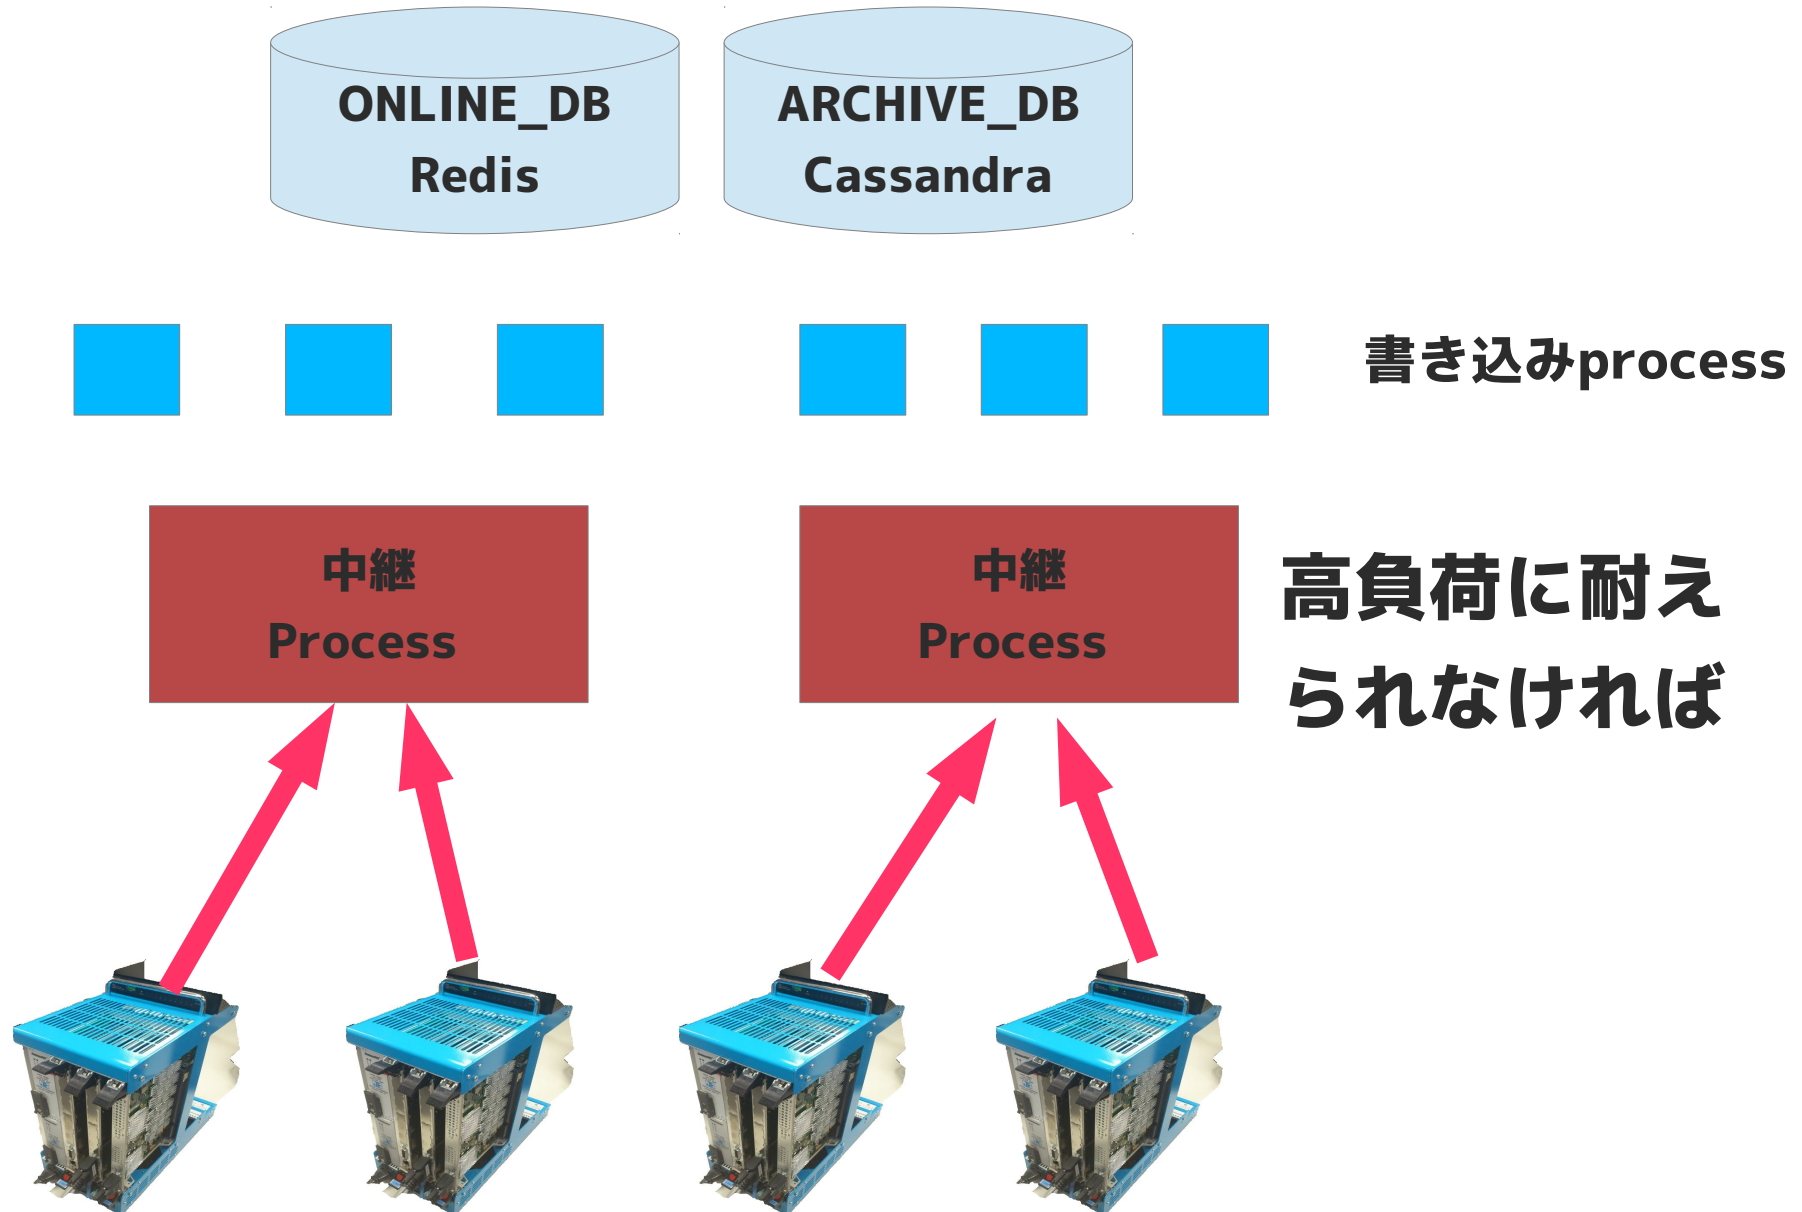 ONLINE_DB
Redis
ARCHIVE_DB
Cassandra
書き込みprocess
中継
Process
中継
Process
高負荷に耐え
られなければ